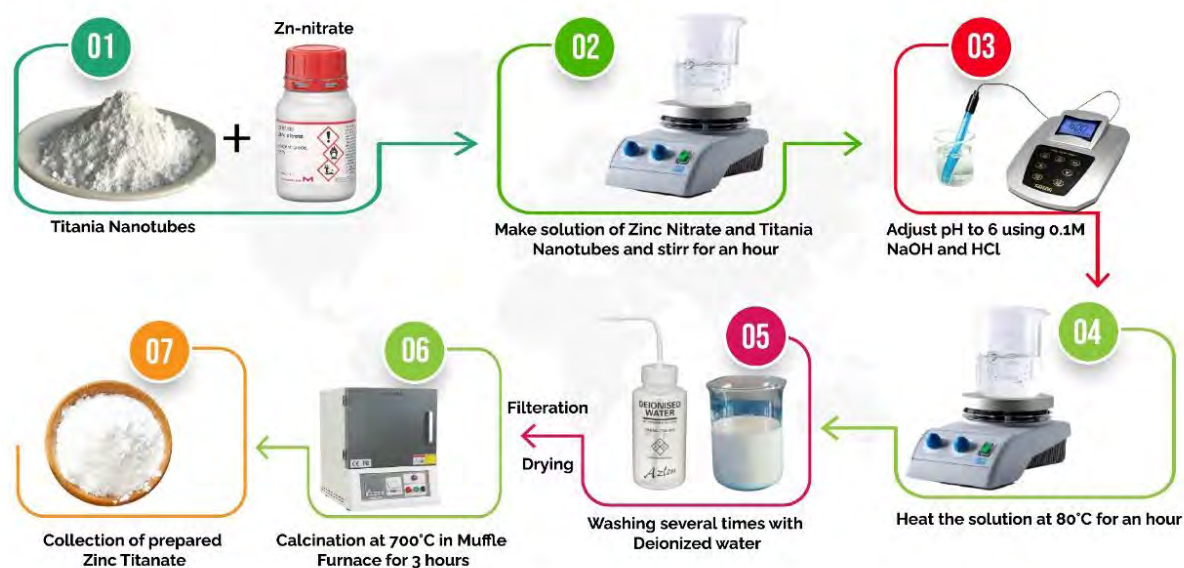 01
Zn-nitrate
Titania Nanotubes
+
02
Make solution of Zinc Nitrate and Titania
Nanotubes and stirr for an hour
03
Adjust pH to 6 using 0.1M
NaOH and HCl
04
Heat the solution at 80°C for an hour
05
DEIONISED
WATER
Azlon
Washing several times with
Deionized water
Filteration
Drying
06
Calcination at 700°C in Muffle
Furnace for 3 hours
07
Collection of prepared
Zinc Titanate